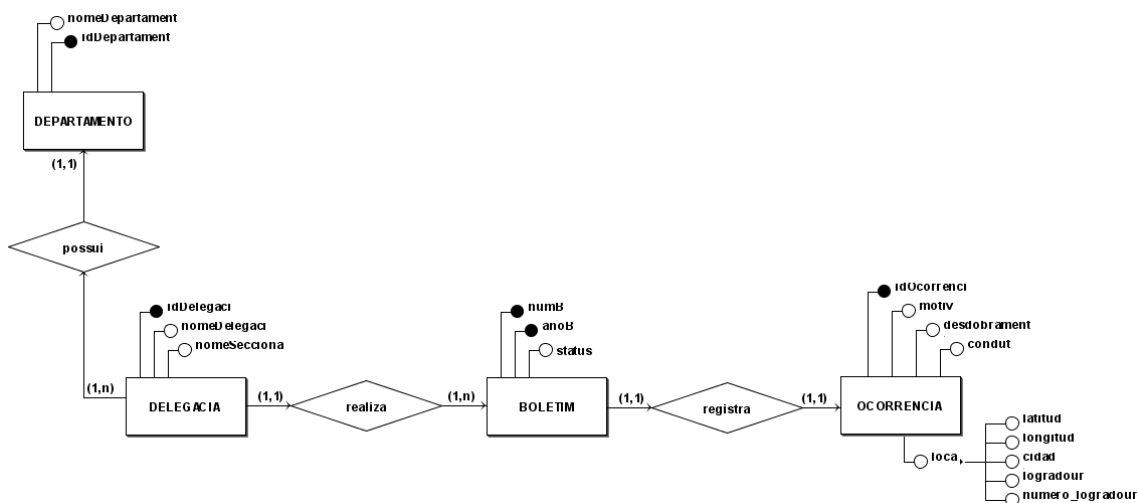 nomeDepartament
idDepartament
DEPARTAMENTO
(1,1)
possui
(1,n)
idDelegaci
nomeDelegaci
nomeSecciona
DELEGACIA
(1,1)
realiza
(1,n)
numB
anoB
status
BOLETIM
(1,1)
registra
(1,1)
idOcorrenci
motiv
desdobrament
condut
OCORRENCIA
loca
latitud
longitud
cidad
logradour
numero_logradour